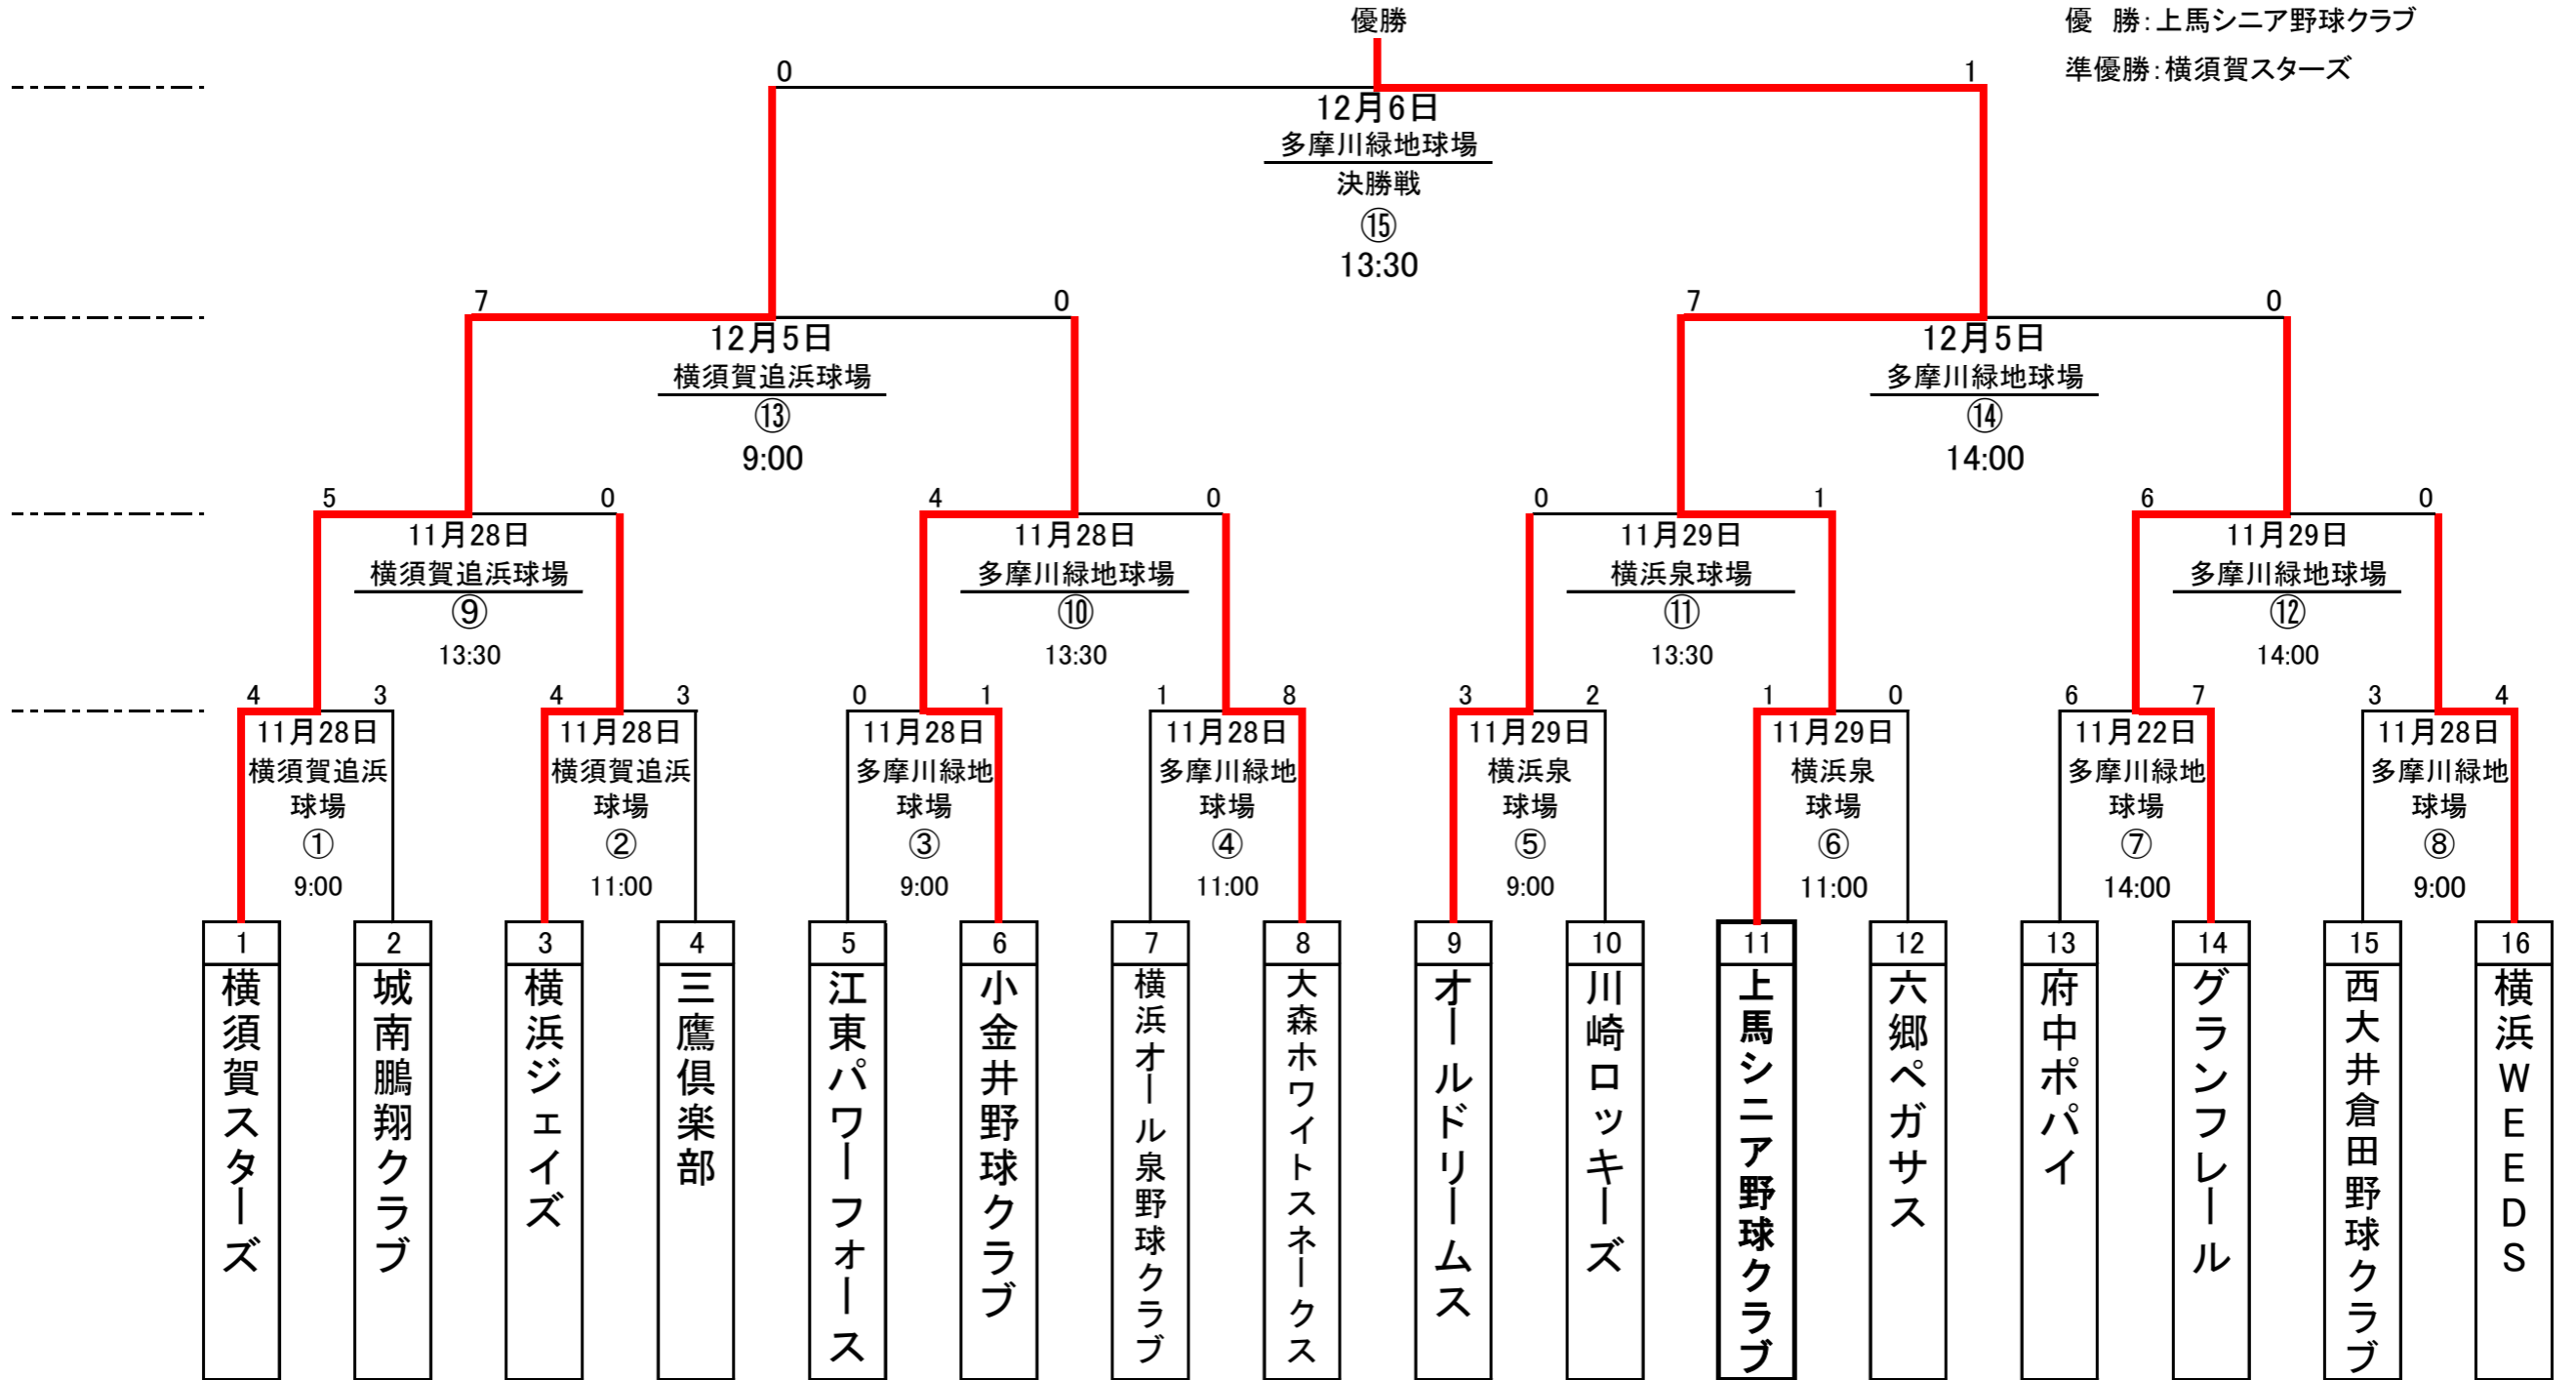 優勝
優　勝：上馬シニア野球クラブ
準優勝：横須賀スターズ
0
1
12月6日
多摩川緑地球場
決勝戦
⑮
13:30
7
0
7
0
12月5日
横須賀追浜球場
⑬
9:00
12月5日
多摩川緑地球場
⑭
14:00
5
0
4
0
0
1
6
0
11月28日
横須賀追浜球場
⑨
13:30
11月28日
多摩川緑地球場
⑩
13:30
11月29日
横浜泉球場
⑪
13:30
11月29日
多摩川緑地球場
⑫
14:00
4
3
4
3
0
1
1
8
3
2
1
0
6
7
3
4
11月28日
横須賀追浜
球場
①
9:00
11月28日
横須賀追浜
球場
②
11:00
11月28日
多摩川緑地
球場
③
9:00
11月28日
多摩川緑地
球場
④
11:00
11月29日
横浜泉
球場
⑤
9:00
11月29日
横浜泉
球場
⑥
11:00
11月22日
多摩川緑地
球場
⑦
14:00
11月28日
多摩川緑地
球場
⑧
9:00
1
横須賀スターズ
2
城南鵬翔クラブ
3
横浜ジェイズ
4
三鷹倶楽部
5
江東パワーフォース
6
小金井野球クラブ
7
横浜オール泉野球クラブ
8
大森ホワイトスネークス
9
オールドリームス
10
川崎ロッキーズ
11
上馬シニア野球クラブ
12
六郷ペガサス
13
府中ポパイ
14
グランフレール
15
西大井倉田野球クラブ
16
横浜WEEDS